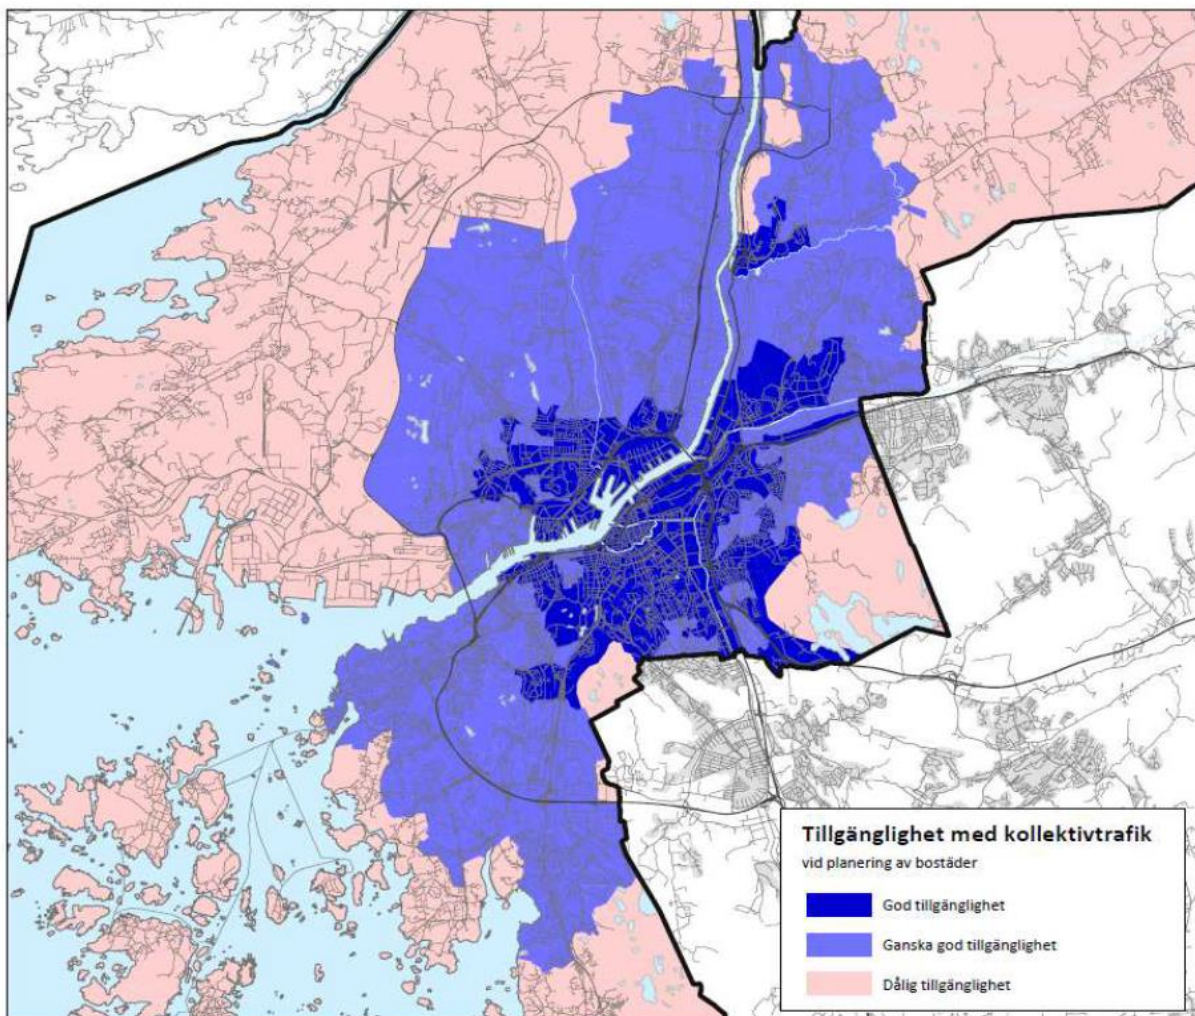 Tillgänglighet med kollektivtrafik
vid planering av bostäder
God tillgänglighet
Ganska god tillgänglighet
Dålig tillgänglighet